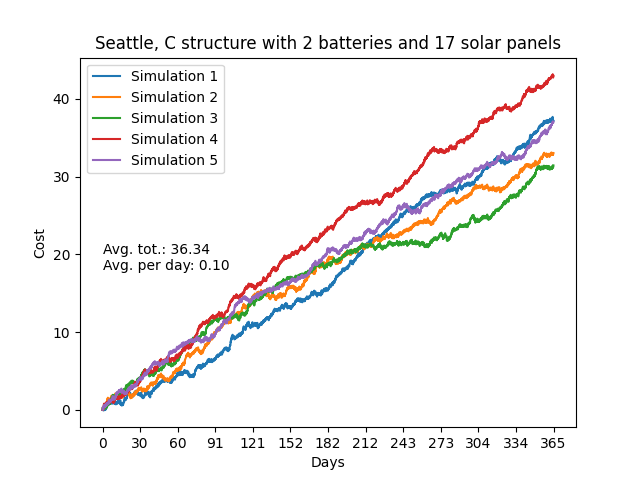 Seattle, C structure with 2 batteries and 17 solar panels
Simulation 1
Simulation 2
Simulation 3
Simulation 4
Simulation 5
Avg. tot.: 36.34
Avg. per day: 0.10
Cost
40
30
20
10
0
0 30 60 91 121 152 182 212 243 273 304 334 365
Days